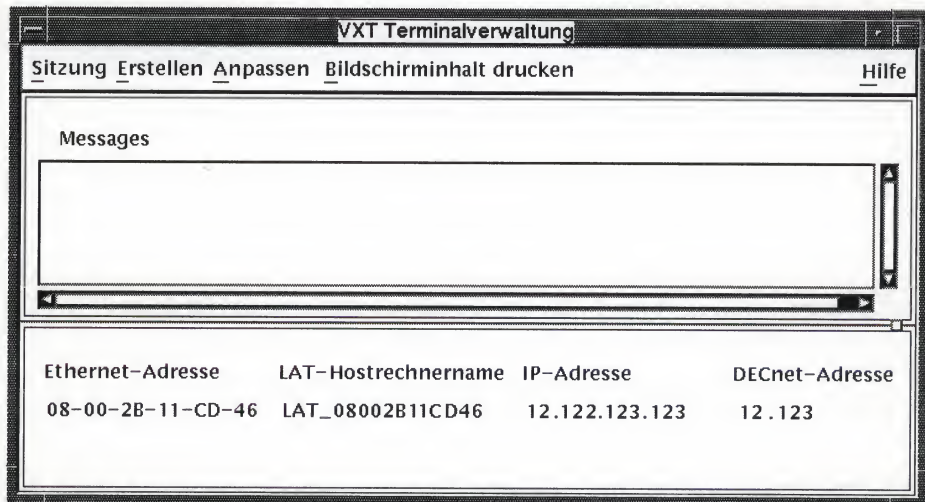 VXT Terminalverwaltung
Sitzung Erstellen Anpassen Bildschirminhalt drucken Hilfe
Messages
Ethernet-Adresse LAT-Hostrechnername IP-Adresse DECnet-Adresse
08-00-2B-11-CD-46 LAT_08002B11CD46 12.122.123.123 12.123